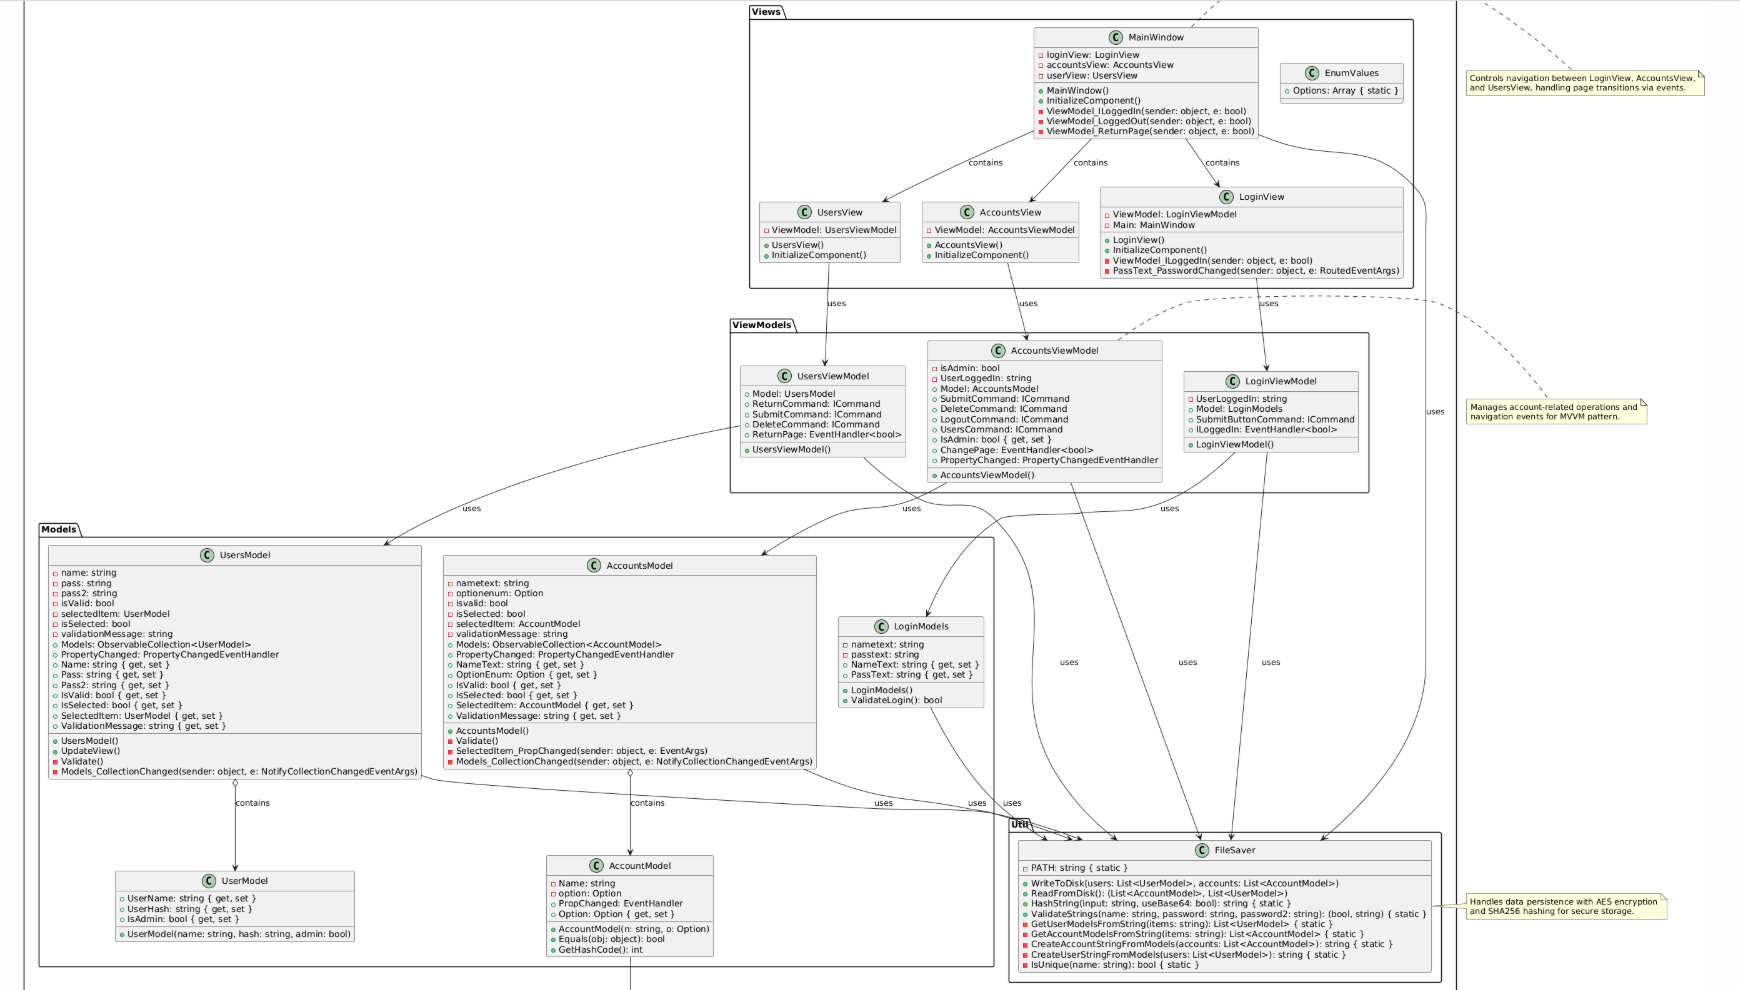 Views
C MainWindow
loginView: LoginView
accountsView: AccountsView
userView: UsersView
MainWindow()
InitializeComponent()
ViewModel_ILoggedIn(sender: object, e: bool)
ViewModel_LoggedOut(sender: object, e: bool)
ViewModel_ReturnPage(sender: object, e: bool)
C EnumValues
Options: Array { static }
Controls navigation between LoginView, AccountsView,
and UsersView, handling page transitions via events.
contains
contains
contains
C UsersView
ViewModel: UsersViewModel
UsersView()
InitializeComponent()
C AccountsView
ViewModel: AccountsViewModel
AccountsView()
InitializeComponent()
C LoginView
ViewModel: LoginViewModel
Main: MainWindow
LoginView()
InitializeComponent()
ViewModel_ILoggedIn(sender: object, e: bool)
PassText_PasswordChanged(sender: object, e: RoutedEventArgs)
uses
uses
uses
ViewModels
C UsersViewModel
Model: UsersModel
ReturnCommand: ICommand
SubmitCommand: ICommand
DeleteCommand: ICommand
ReturnPage: EventHandler<bool>
UsersViewModel()
C AccountsViewModel
isAdmin: bool
UserLoggedIn: string
Model: AccountsModel
SubmitCommand: ICommand
DeleteCommand: ICommand
LogoutCommand: ICommand
UsersCommand: ICommand
IsAdmin: bool { get, set }
ChangePage: EventHandler<bool>
PropertyChanged: PropertyChangedEventHandler
AccountsViewModel()
C LoginViewModel
UserLoggedIn: string
Model: LoginModels
SubmitButtonCommand: ICommand
ILoggedIn: EventHandler<bool>
LoginViewModel()
uses
Manages account-related operations and
navigation events for MVVM pattern.
uses
uses
uses
Models
C UsersModel
name: string
pass: string
pass2: string
isValid: bool
selectedItem: UserModel
isSelected: bool
validationMessage: string
Models: ObservableCollection<UserModel>
PropertyChanged: PropertyChangedEventHandler
Name: string { get, set }
Pass: string { get, set }
Pass2: string { get, set }
IsValid: bool { get, set }
IsSelected: bool { get, set }
SelectedItem: UserModel { get, set }
ValidationMessage: string { get, set }
UsersModel()
UpdateView()
Validate()
Models_CollectionChanged(sender: object, e: NotifyCollectionChangedEventArgs)
C AccountsModel
nametext: string
optionenum: Option
isvalid: bool
isSelected: bool
selectedItem: AccountModel
validationMessage: string
Models: ObservableCollection<AccountModel>
PropertyChanged: PropertyChangedEventHandler
NameText: string { get, set }
OptionEnum: Option { get, set }
IsValid: bool { get, set }
IsSelected: bool { get, set }
SelectedItem: AccountModel { get, set }
ValidationMessage: string { get, set }
AccountsModel()
Validate()
SelectedItem_PropChanged(sender: object, e: EventArgs)
Models_CollectionChanged(sender: object, e: NotifyCollectionChangedEventArgs)
C LoginModels
nametext: string
passtext: string
NameText: string { get, set }
PassText: string { get, set }
LoginModels()
ValidateLogin(): bool
uses
uses
uses
contains
contains
uses
uses
uses
C UserModel
UserName: string { get, set }
UserHash: string { get, set }
IsAdmin: bool { get, set }
UserModel(name: string, hash: string, admin: bool)
C AccountModel
Name: string
option: Option
PropChanged: EventHandler
Option: Option { get, set }
AccountModel(n: string, o: Option)
Equals(obj: object): bool
GetHashCode(): int
Util
C FileSaver
PATH: string { static }
WriteToDisk(users: List<UserModel>, accounts: List<AccountModel>)
ReadFromDisk(): (List<AccountModel>, List<UserModel>)
HashString(input: string, useBase64: bool): string { static }
ValidateStrings(name: string, password: string, password2: string): (bool, string) { static }
GetUserModelsFromString(items: string): List<UserModel> { static }
GetAccountModelsFromString(items: string): List<AccountModel> { static }
CreateAccountStringFromModels(accounts: List<AccountModel>): string { static }
CreateUserStringFromModels(users: List<UserModel>): string { static }
IsUnique(name: string): bool { static }
Handles data persistence with AES encryption
and SHA256 hashing for secure storage.